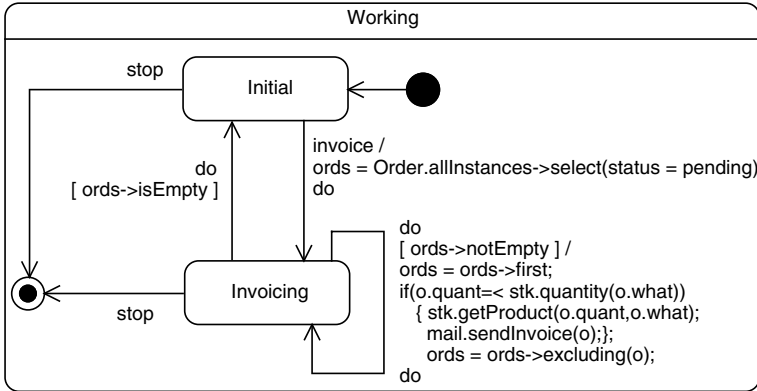 Working
stop
Initial
invoice /
ords = Order.allInstances->select(status = pending)
do
do
[ ords->isEmpty ]
do
[ ords->notEmpty ] /
ords = ords->first;
if(o.quant=< stk.quantity(o.what))
{ stk.getProduct(o.quant,o.what);
mail.sendInvoice(o);};
ords = ords->excluding(o);
do
Invoicing
stop